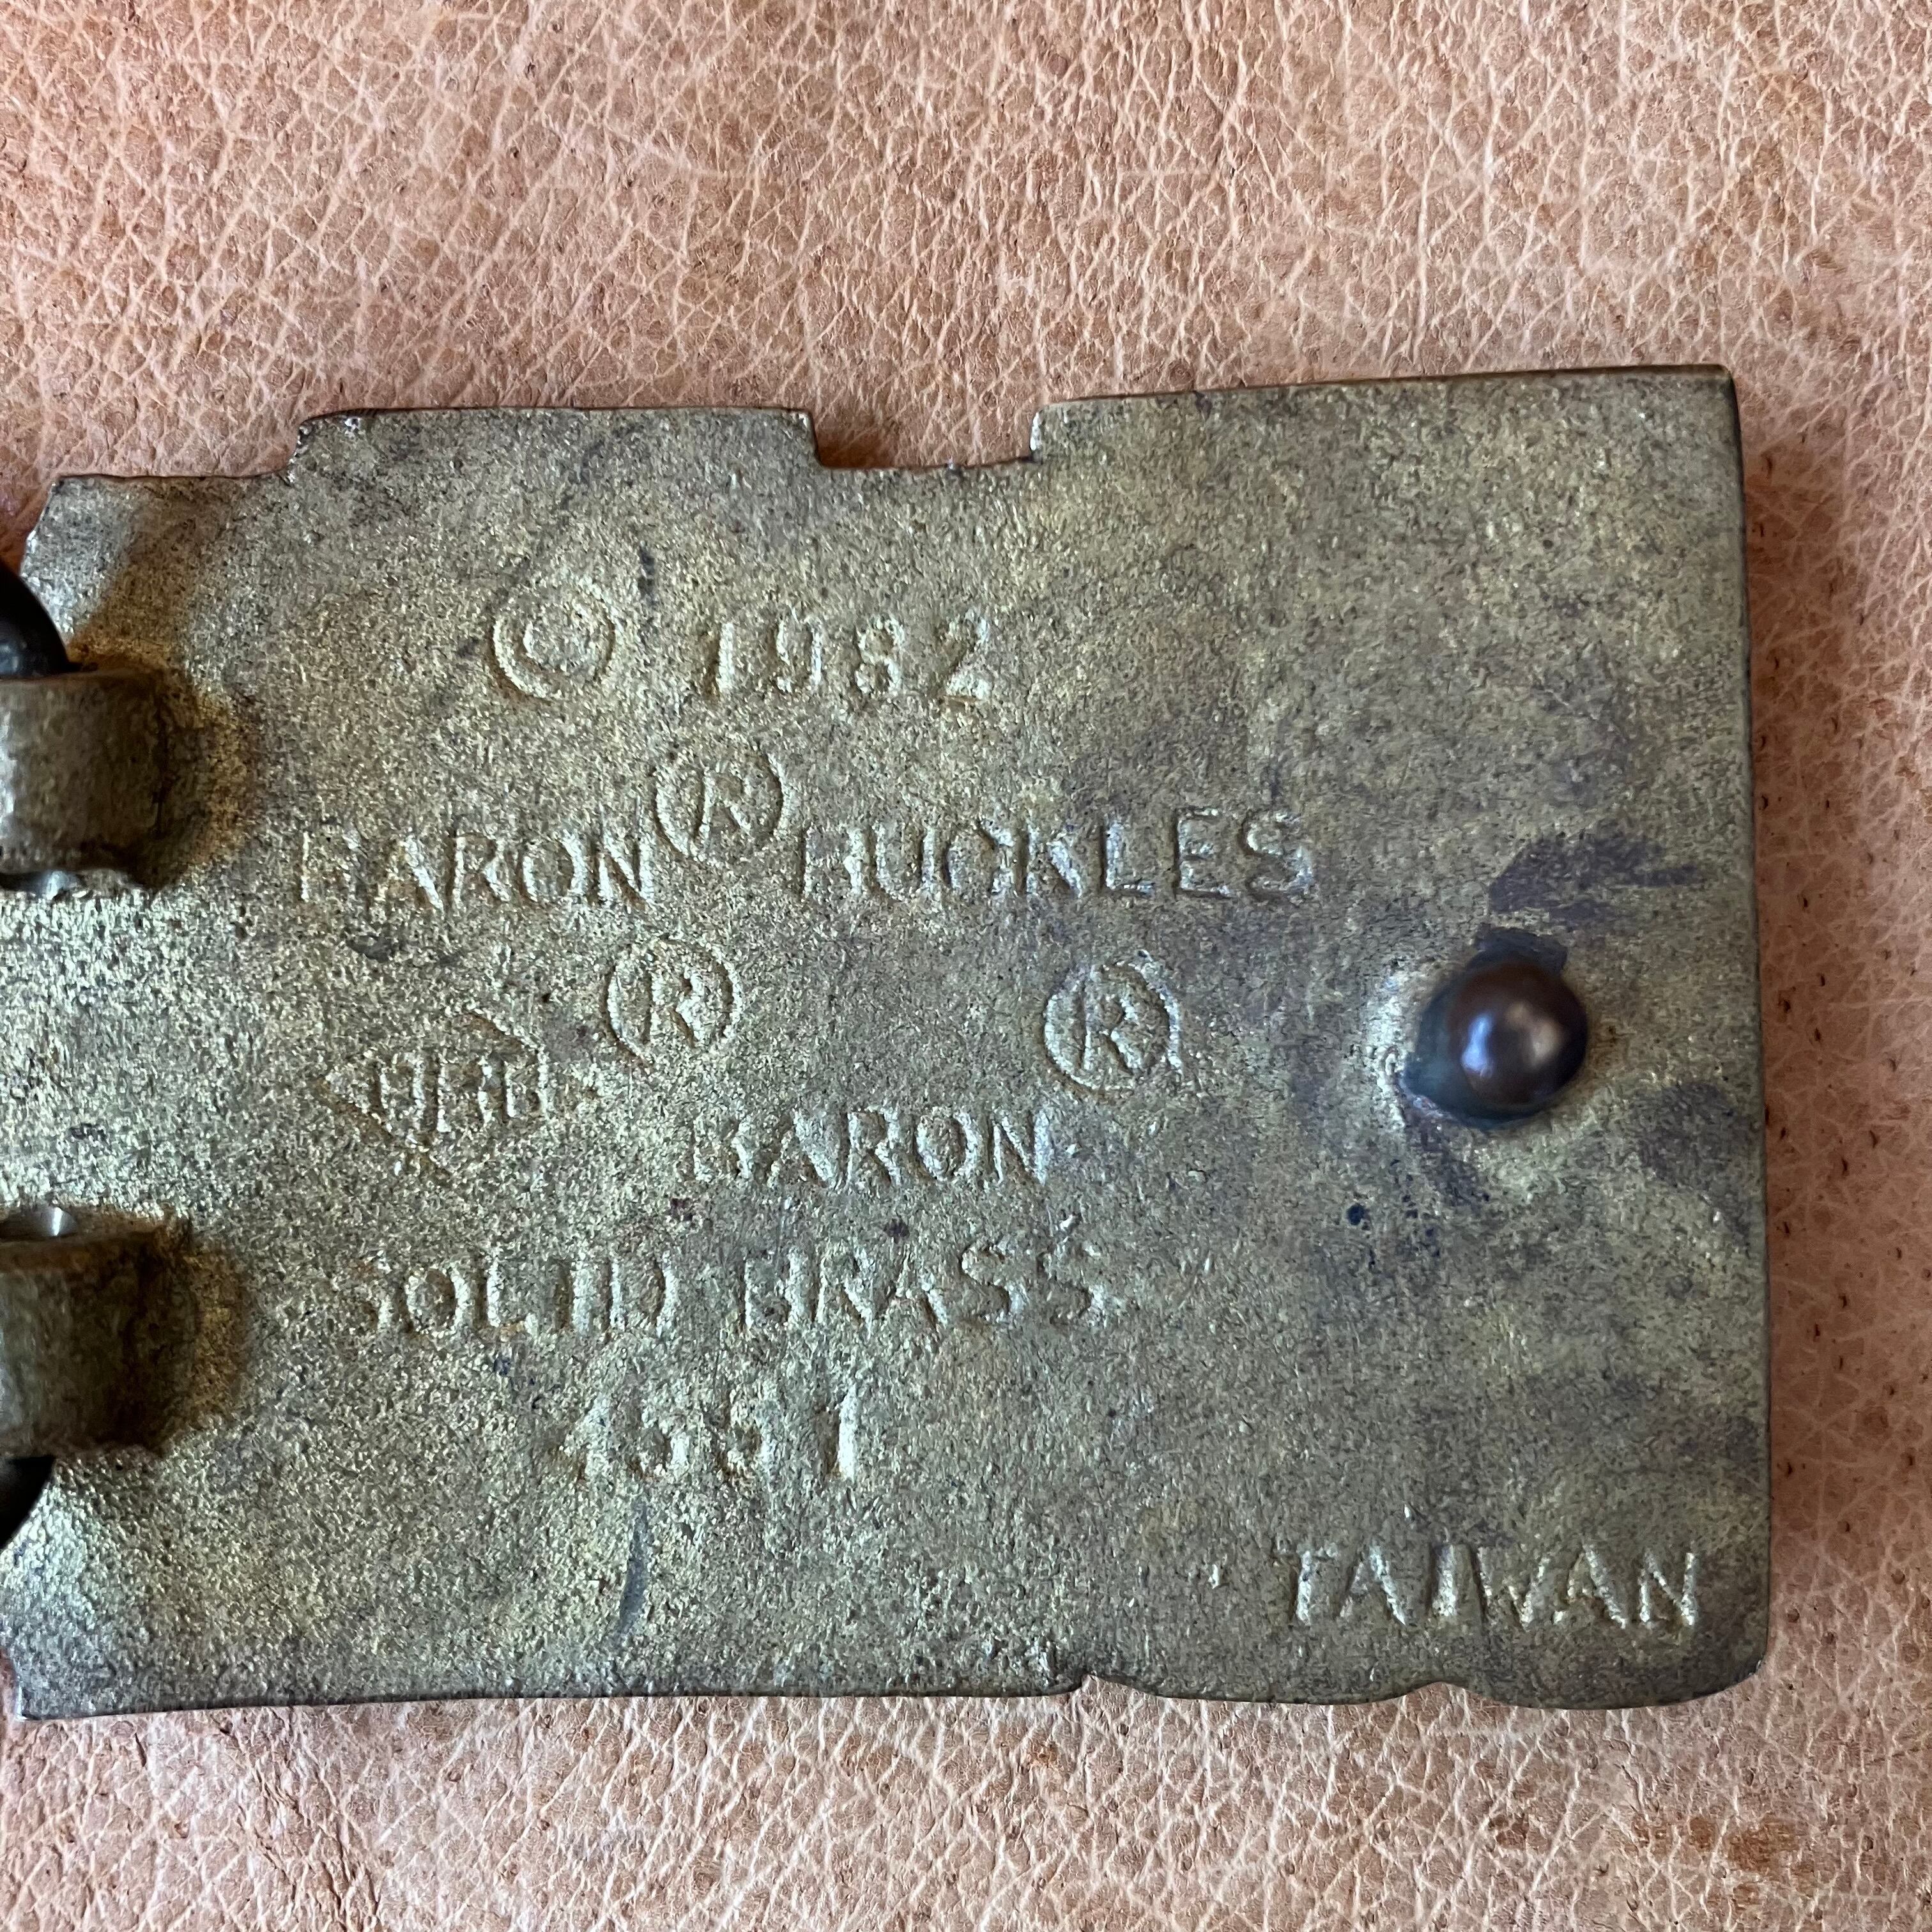 © 1982
BARON® BUCKLES
® BARON®
SOLID BRASS
TAIWAN